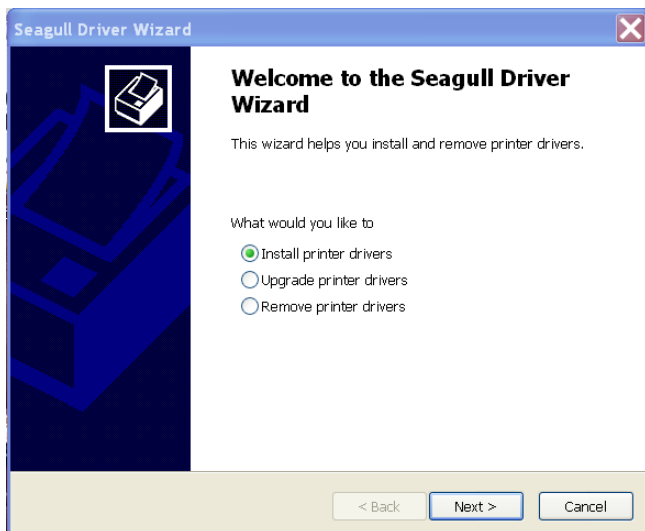 Seagull Driver Wizard
Welcome to the Seagull Driver
Wizard
This wizard helps you install and remove printer drivers.
What would you like to
Install printer drivers
Upgrade printer drivers
Remove printer drivers
< Back Next > Cancel